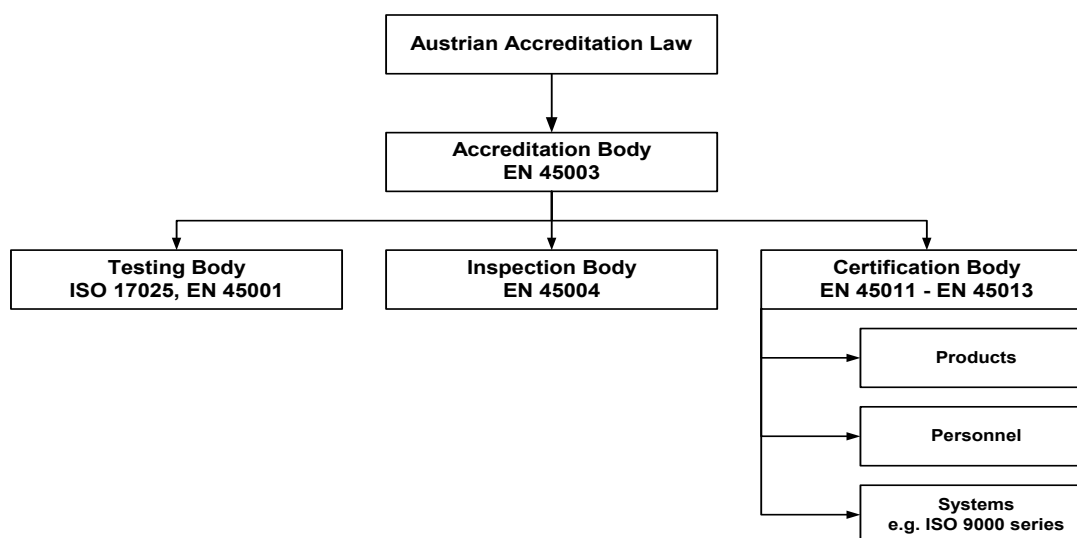 Austrian Accreditation Law
Accreditation Body
EN 45003
Testing Body
ISO 17025, EN 45001
Inspection Body
EN 45004
Certification Body
EN 45011 - EN 45013
Products
Personnel
Systems
e.g. ISO 9000 series